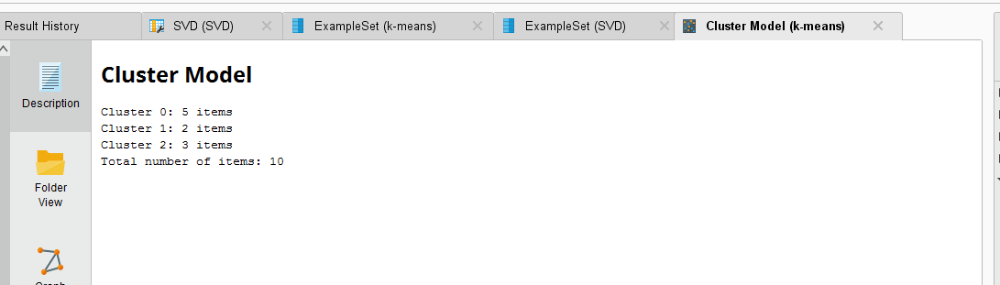 Result History
SVD (SVD)
ExampleSet (k-means)
ExampleSet (SVD)
Cluster Model (k-means)
Description
Folder
View
Cluster Model
Cluster 0: 5 items
Cluster 1: 2 items
Cluster 2: 3 items
Total number of items: 10